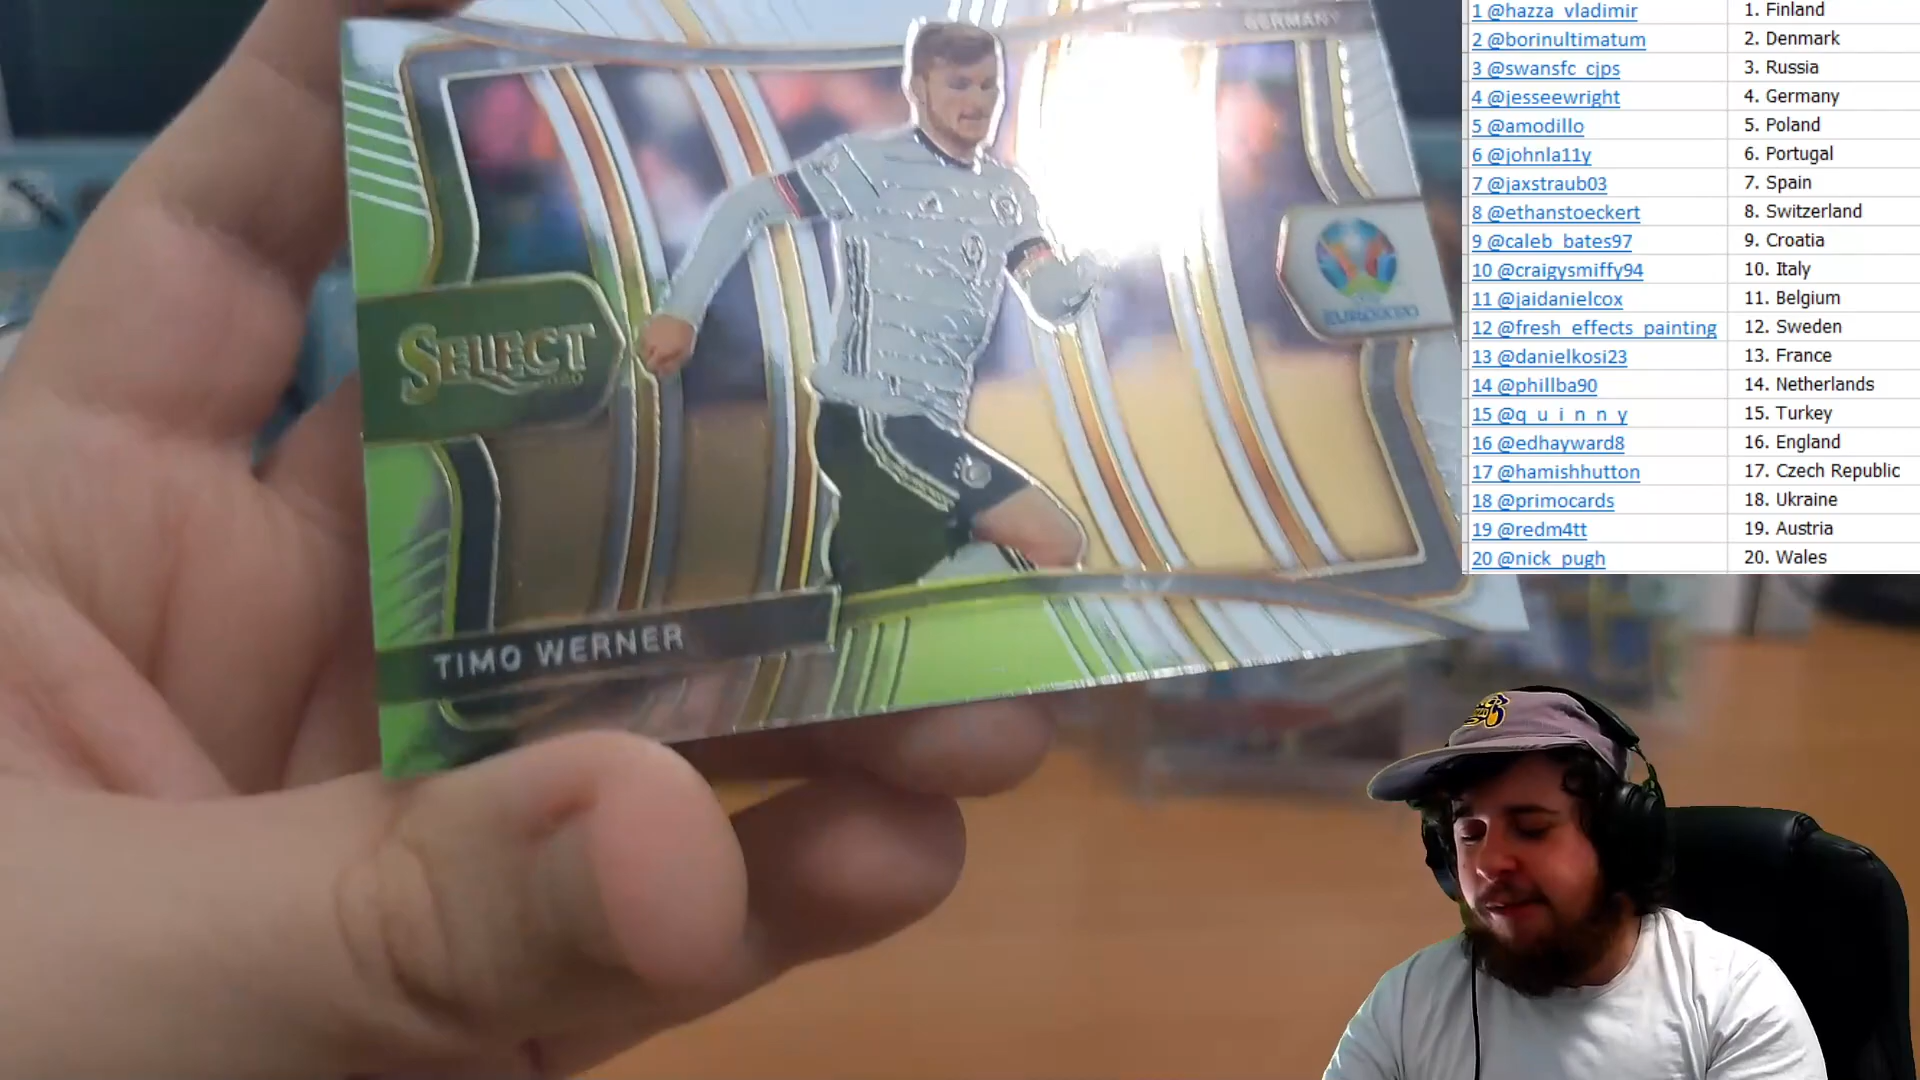 GERMANY
SELECT
2020
EURO2020
TIMO WERNER
1 @hazza_vladimir 1. Finland
2 @borinultimatum 2. Denmark
3 @swansfc_cjps 3. Russia
4 @jesseewright 4. Germany
5 @amodillo 5. Poland
6 @johnla11y 6. Portugal
7 @jaxstraub03 7. Spain
8 @ethanstoeckert 8. Switzerland
9 @caleb_bates97 9. Croatia
10 @craigysmiffy94 10. Italy
11 @jaidanielcox 11. Belgium
12 @fresh_effects_painting 12. Sweden
13 @danielkosi23 13. France
14 @phillba90 14. Netherlands
15 @q_u_i_n_n_y 15. Turkey
16 @edhayward8 16. England
17 @hamishhutton 17. Czech Republic
18 @primocards 18. Ukraine
19 @redm4tt 19. Austria
20 @nick_pugh 20. Wales